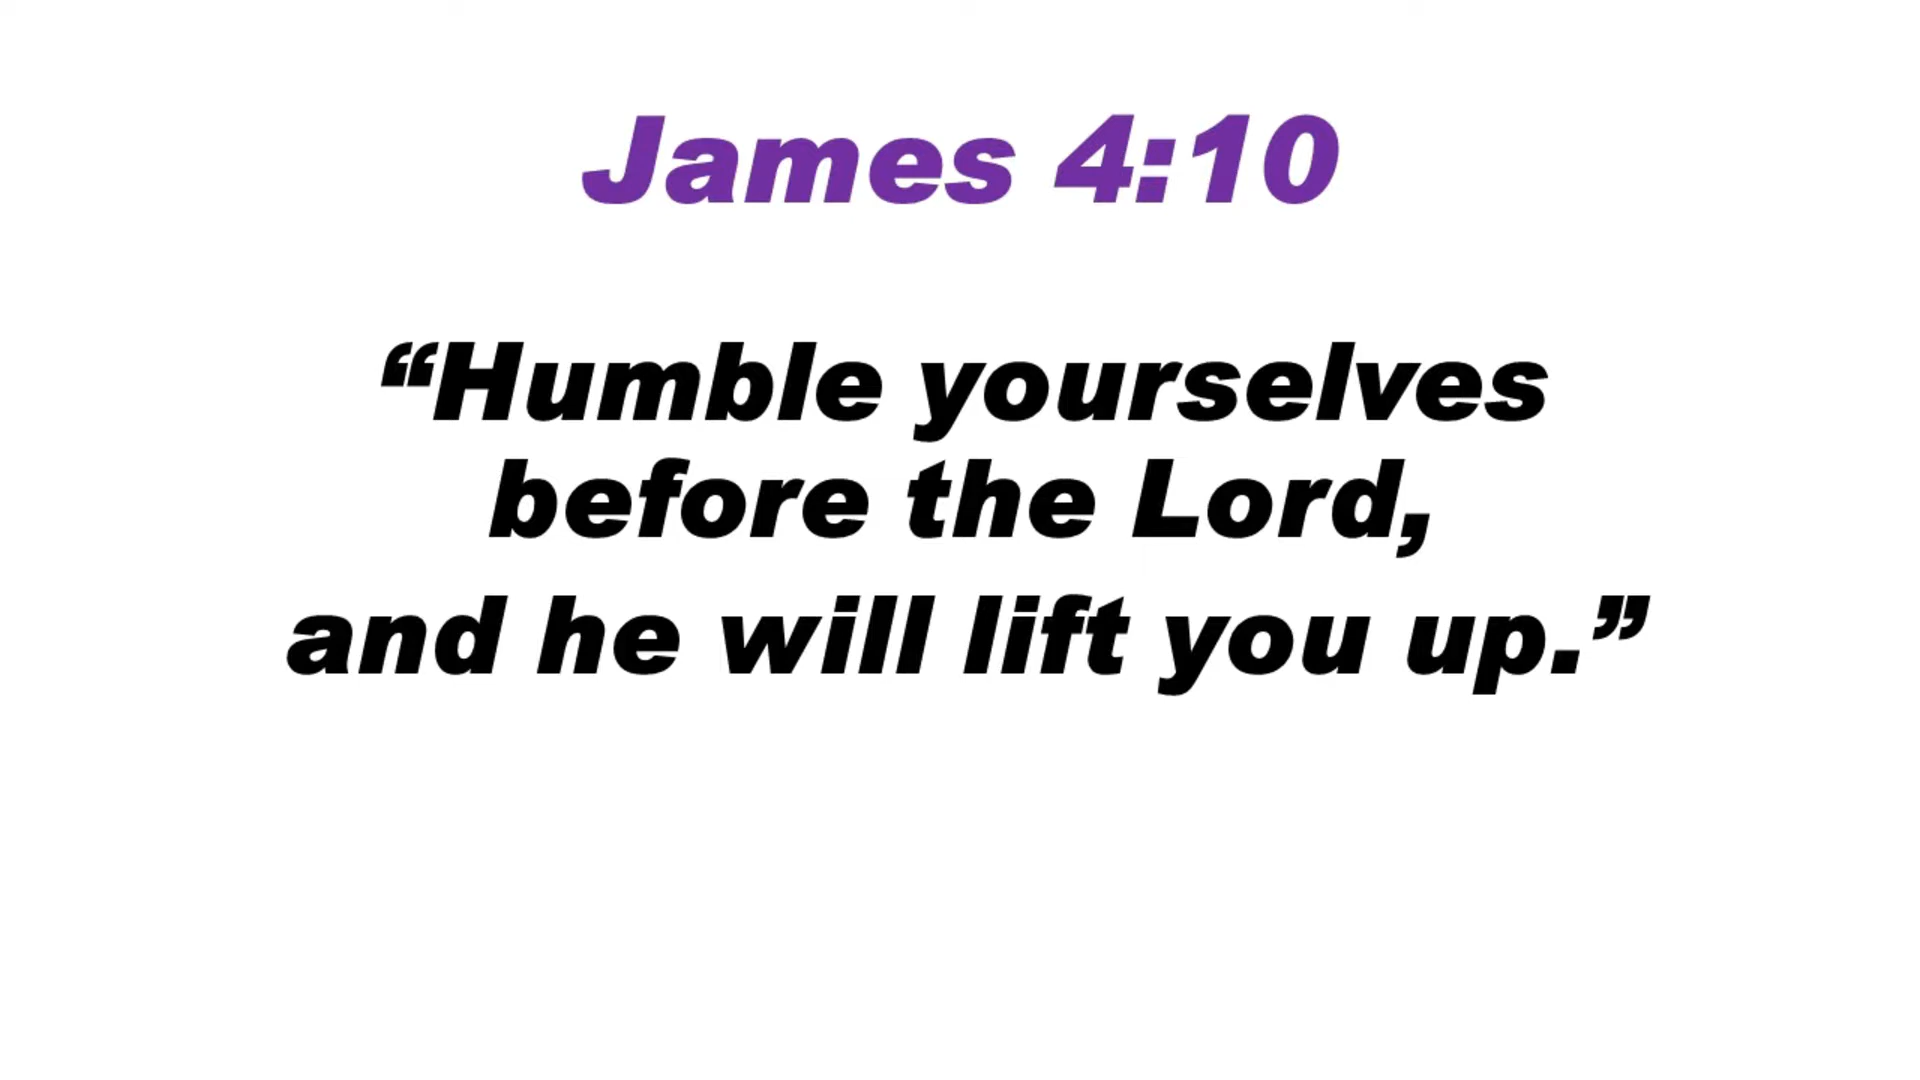 James 4:10
“Humble yourselves
before the Lord,
and he will lift you up.”